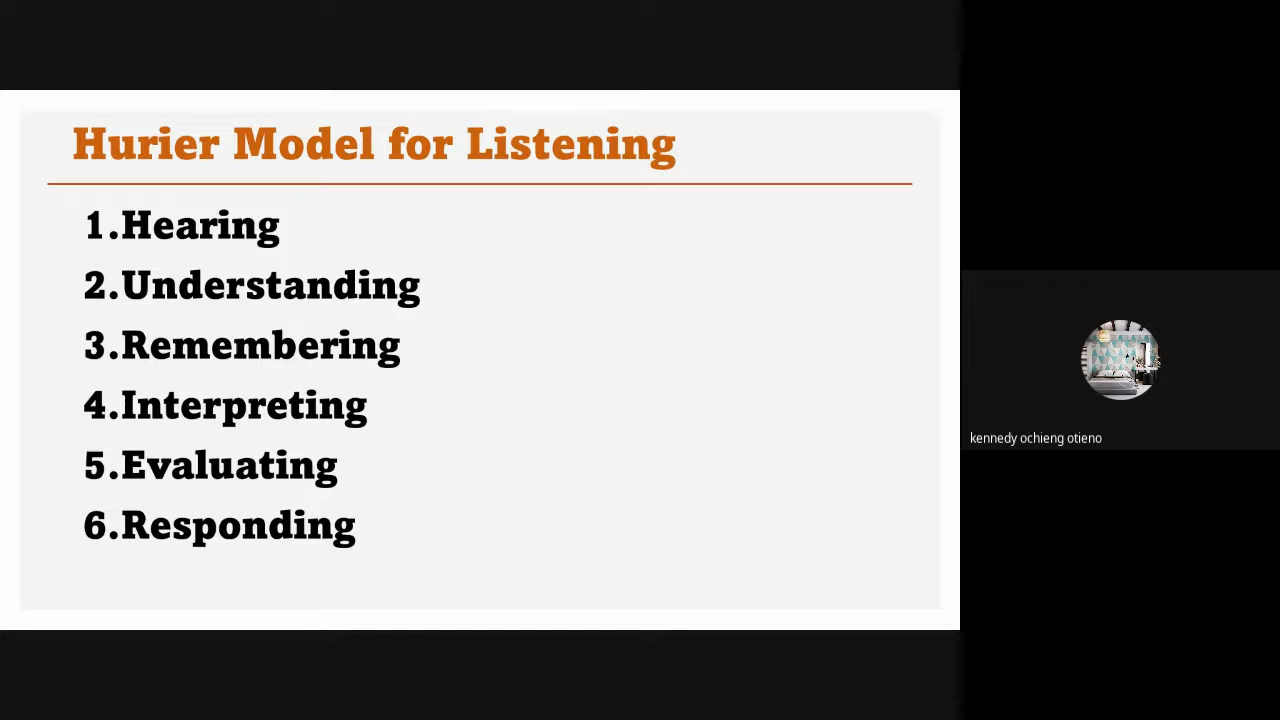 Hurier Model for Listening
1.Hearing
2.Understanding
3.Remembering
4.Interpreting
5.Evaluating
6.Responding
kennedy ochieng otieno